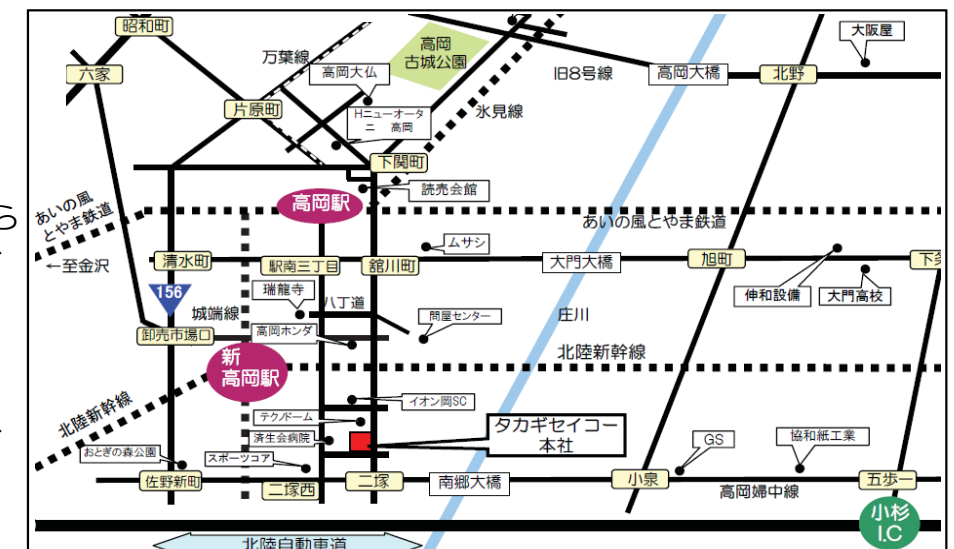 昭和町
六家
万葉線
高岡
古城公園
高岡大仏
Hニューオータ
ニ 高岡
片原町
氷見線
旧8号線
高岡大橋
北野
大阪屋
下関町
読売会館
高岡駅
ら
あいの風
とやま鉄道
あいの風とやま鉄道
←至金沢
清水町
駅南三丁目
舘川町
ムサシ
大門大橋
旭町
伸和設備
大門高校
156
城端線
瑞龍寺
八丁道
問屋センター
庄川
卸売市場口
高岡ホンダ
新
高岡駅
北陸新幹線
北陸新幹線
イオン岡SC
テクノドーム
済生会病院
タカギセイコー
本社
おとぎの森公園
スポーツコア
GS
協和紙工業
佐野新町
二塚西
二塚
南郷大橋
小泉
高岡婦中線
五歩一
小杉
I.C
北陸自動車道